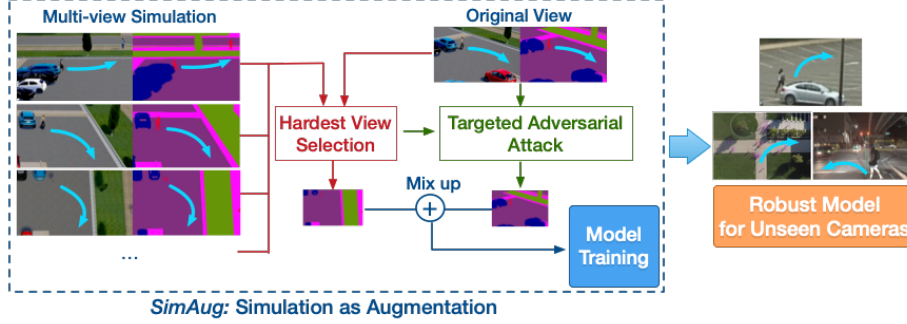 Multi-view Simulation
Original View
Hardest View
Selection
Targeted Adversarial
Attack
Mix up
+
Model
Training
...
SimAug: Simulation as Augmentation
Robust Model
for Unseen Cameras